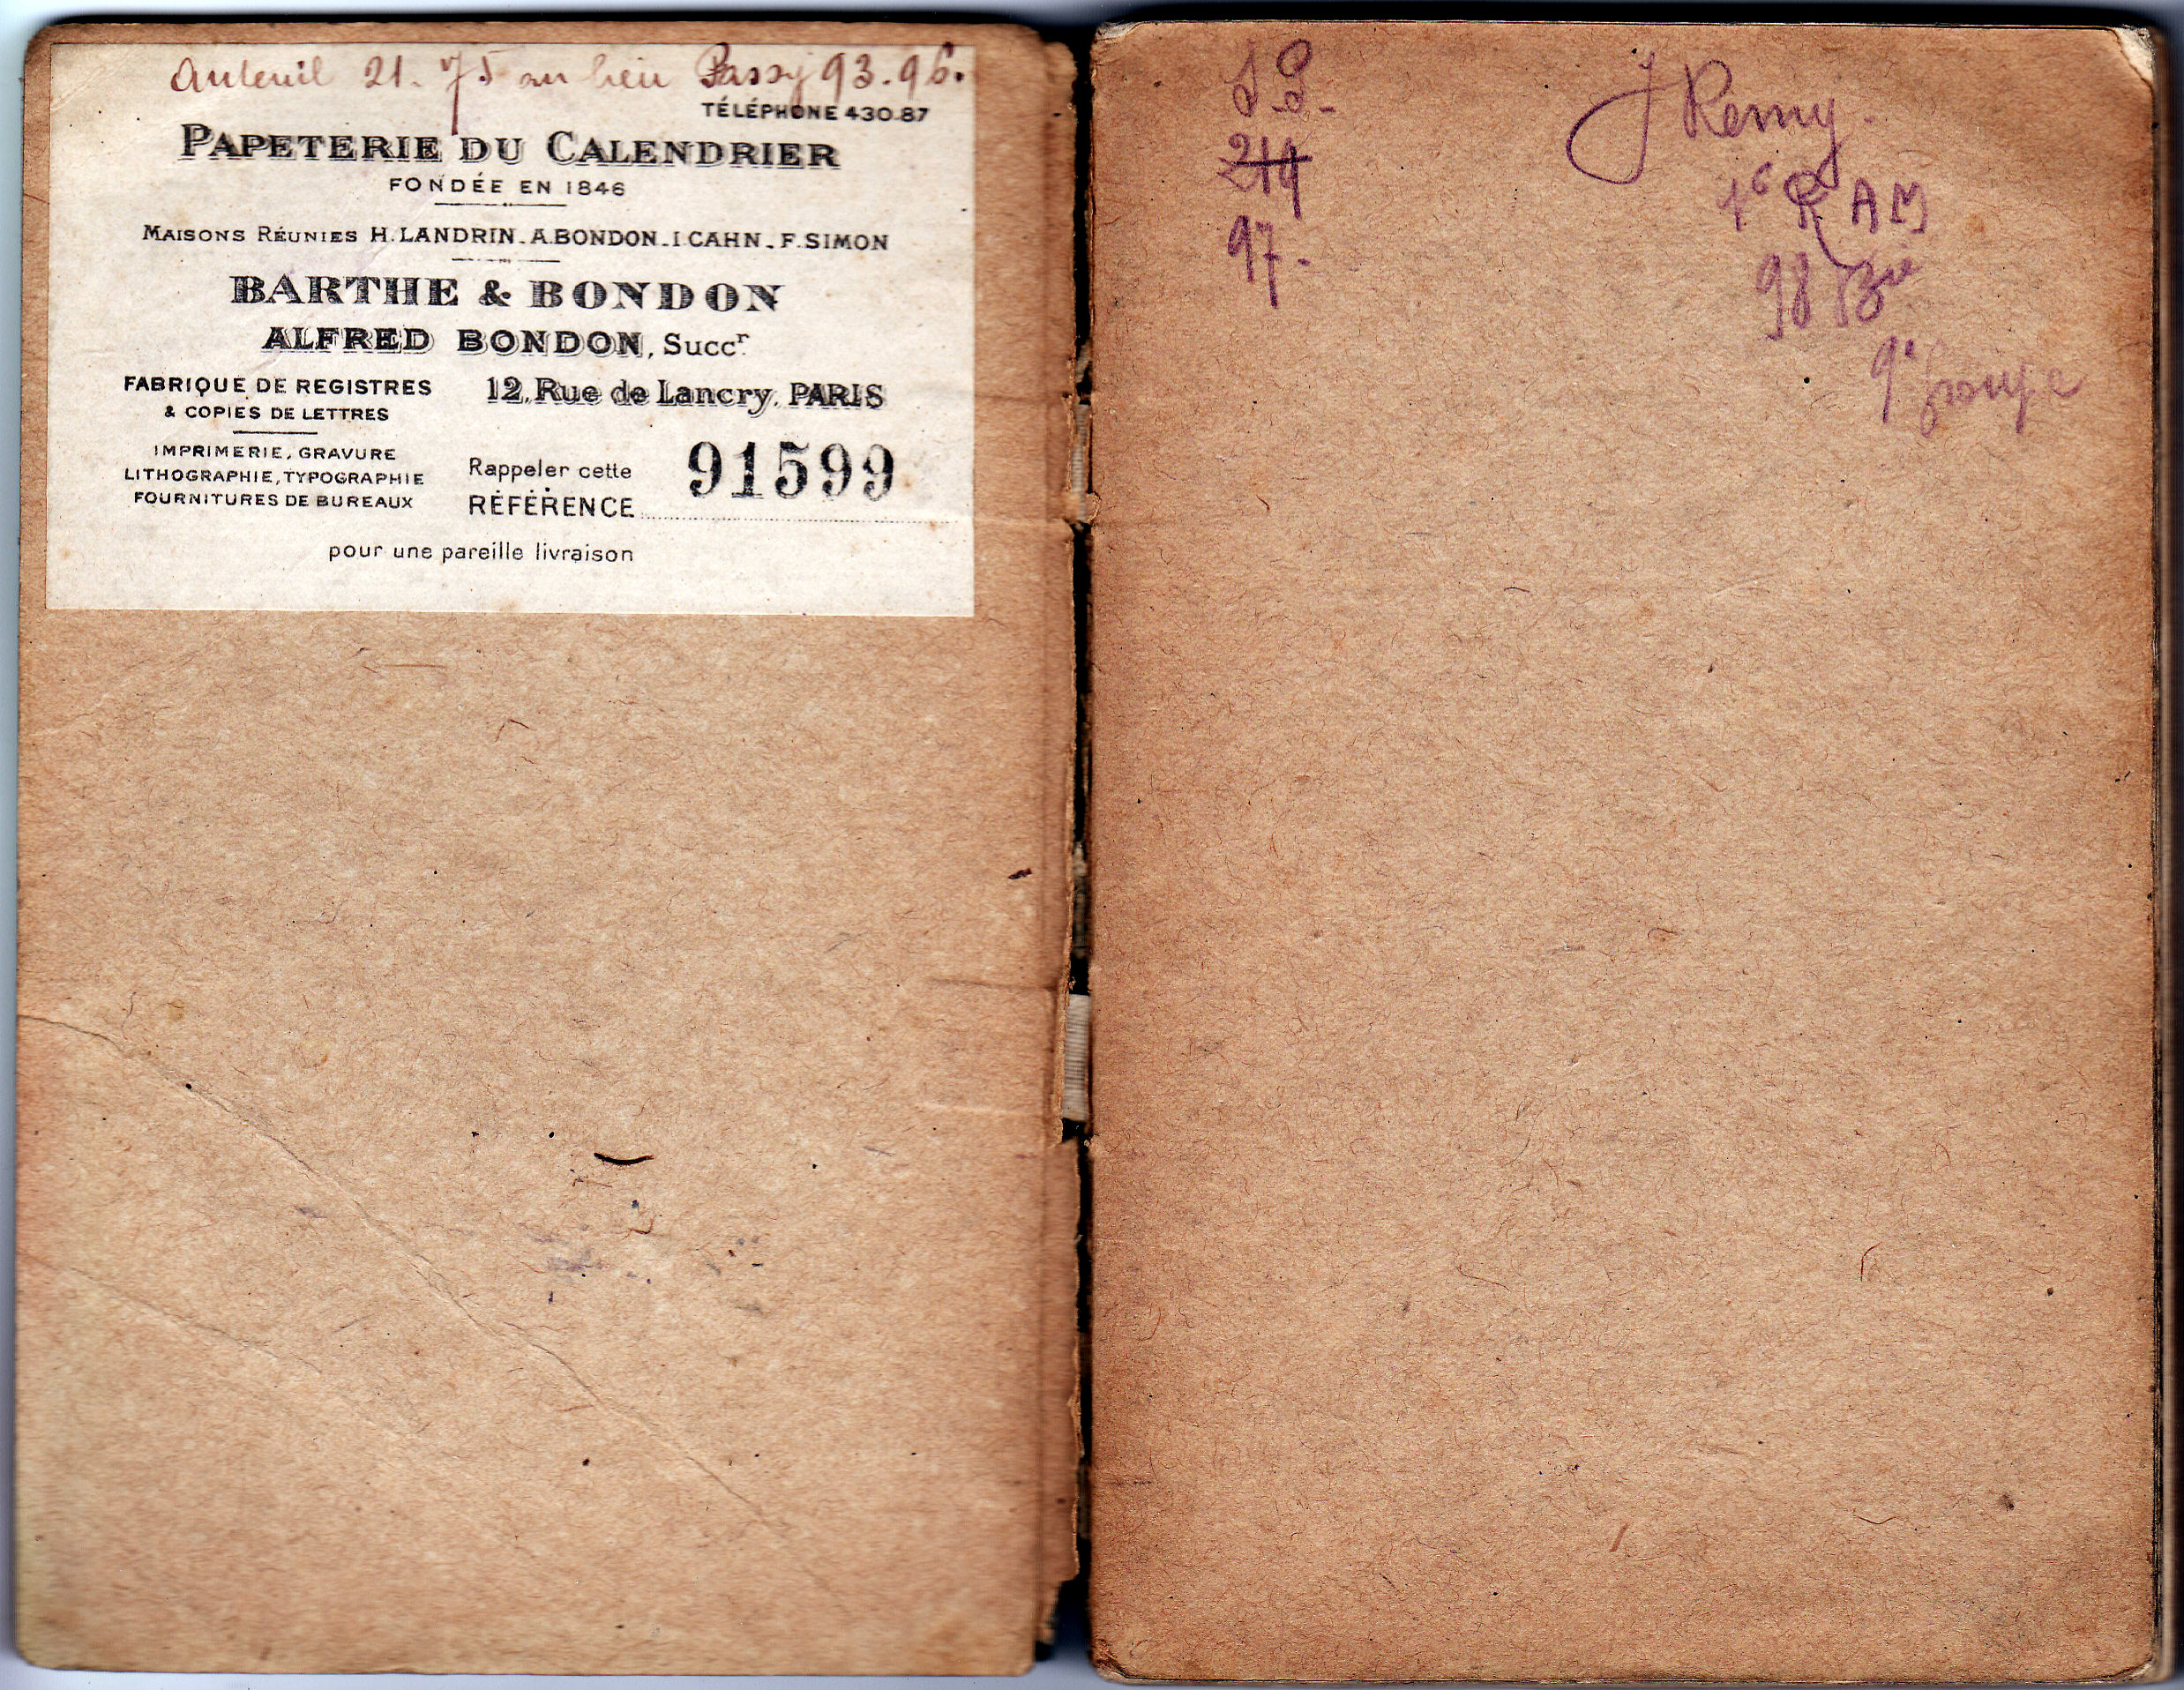 Auteuil 21.75 au lieu Passy 93.96.
TÉLÉPHONE 430.87
PAPETERIE DU CALENDRIER
FONDÉE EN 1846
MAISONS RÉUNIES H. LANDRIN. A. BONDON. I. CAHN. F. SIMON
BARTHE & BONDON
ALFRED BONDON, Succr.
FABRIQUE DE REGISTRES
& COPIES DE LETTRES
12, Rue de Lancry, PARIS
IMPRIMERIE, GRAVURE
LITHOGRAPHIE, TYPOGRAPHIE
FOURNITURES DE BUREAUX
Rappeler cette
RÉFÉRENCE 91599
pour une pareille livraison
S.P.
214
97.
J Remy.
R A M
98 Bie
9e groupe